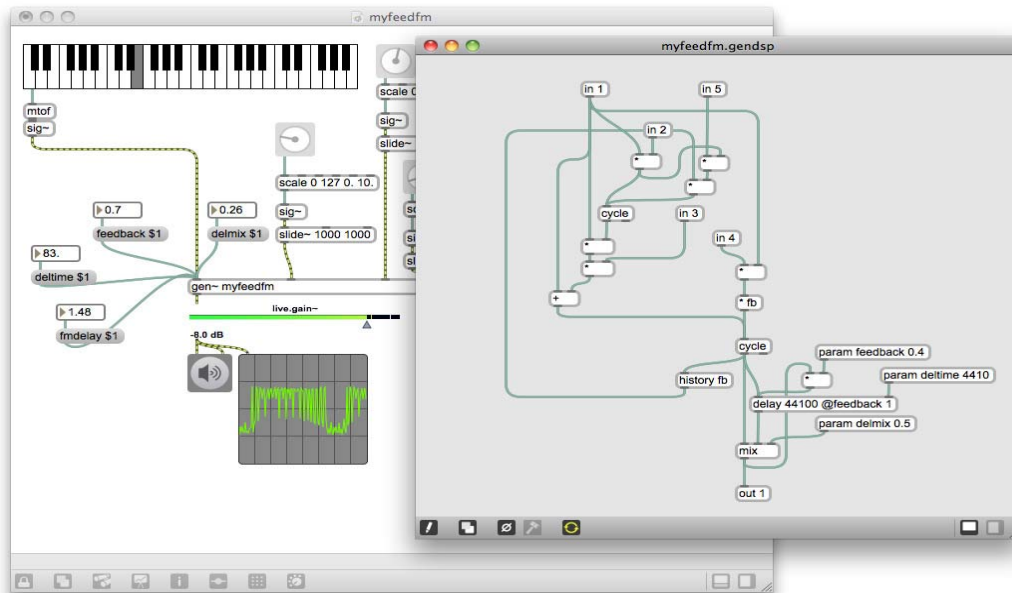 myfeedfm
mtof
sig~
scale 0 127 0. 10.
sig~
slide~ 1000 1000
sig~
slide~
0.7
feedback $1
0.26
delmix $1
83.
deltime $1
1.48
fmdelay $1
gen~ myfeedfm
live.gain~
-8.0 dB
myfeedfm.gendsp
in 1
in 5
in 2
*
*
*
cycle
in 3
*
*
in 4
*
+
* fb
cycle
history fb
param feedback 0.4
*
param deltime 4410
delay 44100 @feedback 1
param delmix 0.5
mix
out 1